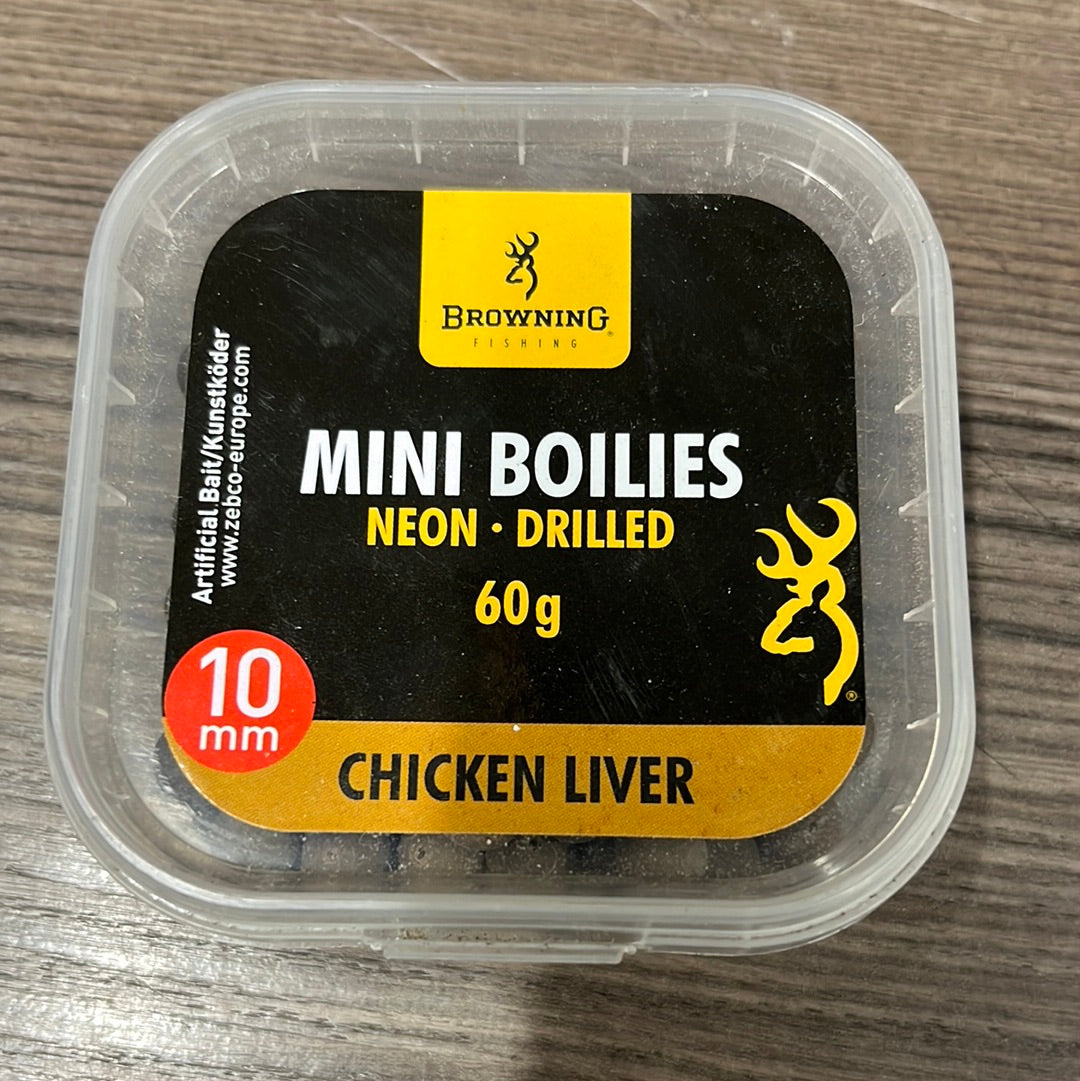 BROWNING
FISHING
Artificial Bait/Kunstköder
www.zebco-europe.com
MINI BOILIES
NEON · DRILLED
60g
10
mm
CHICKEN LIVER